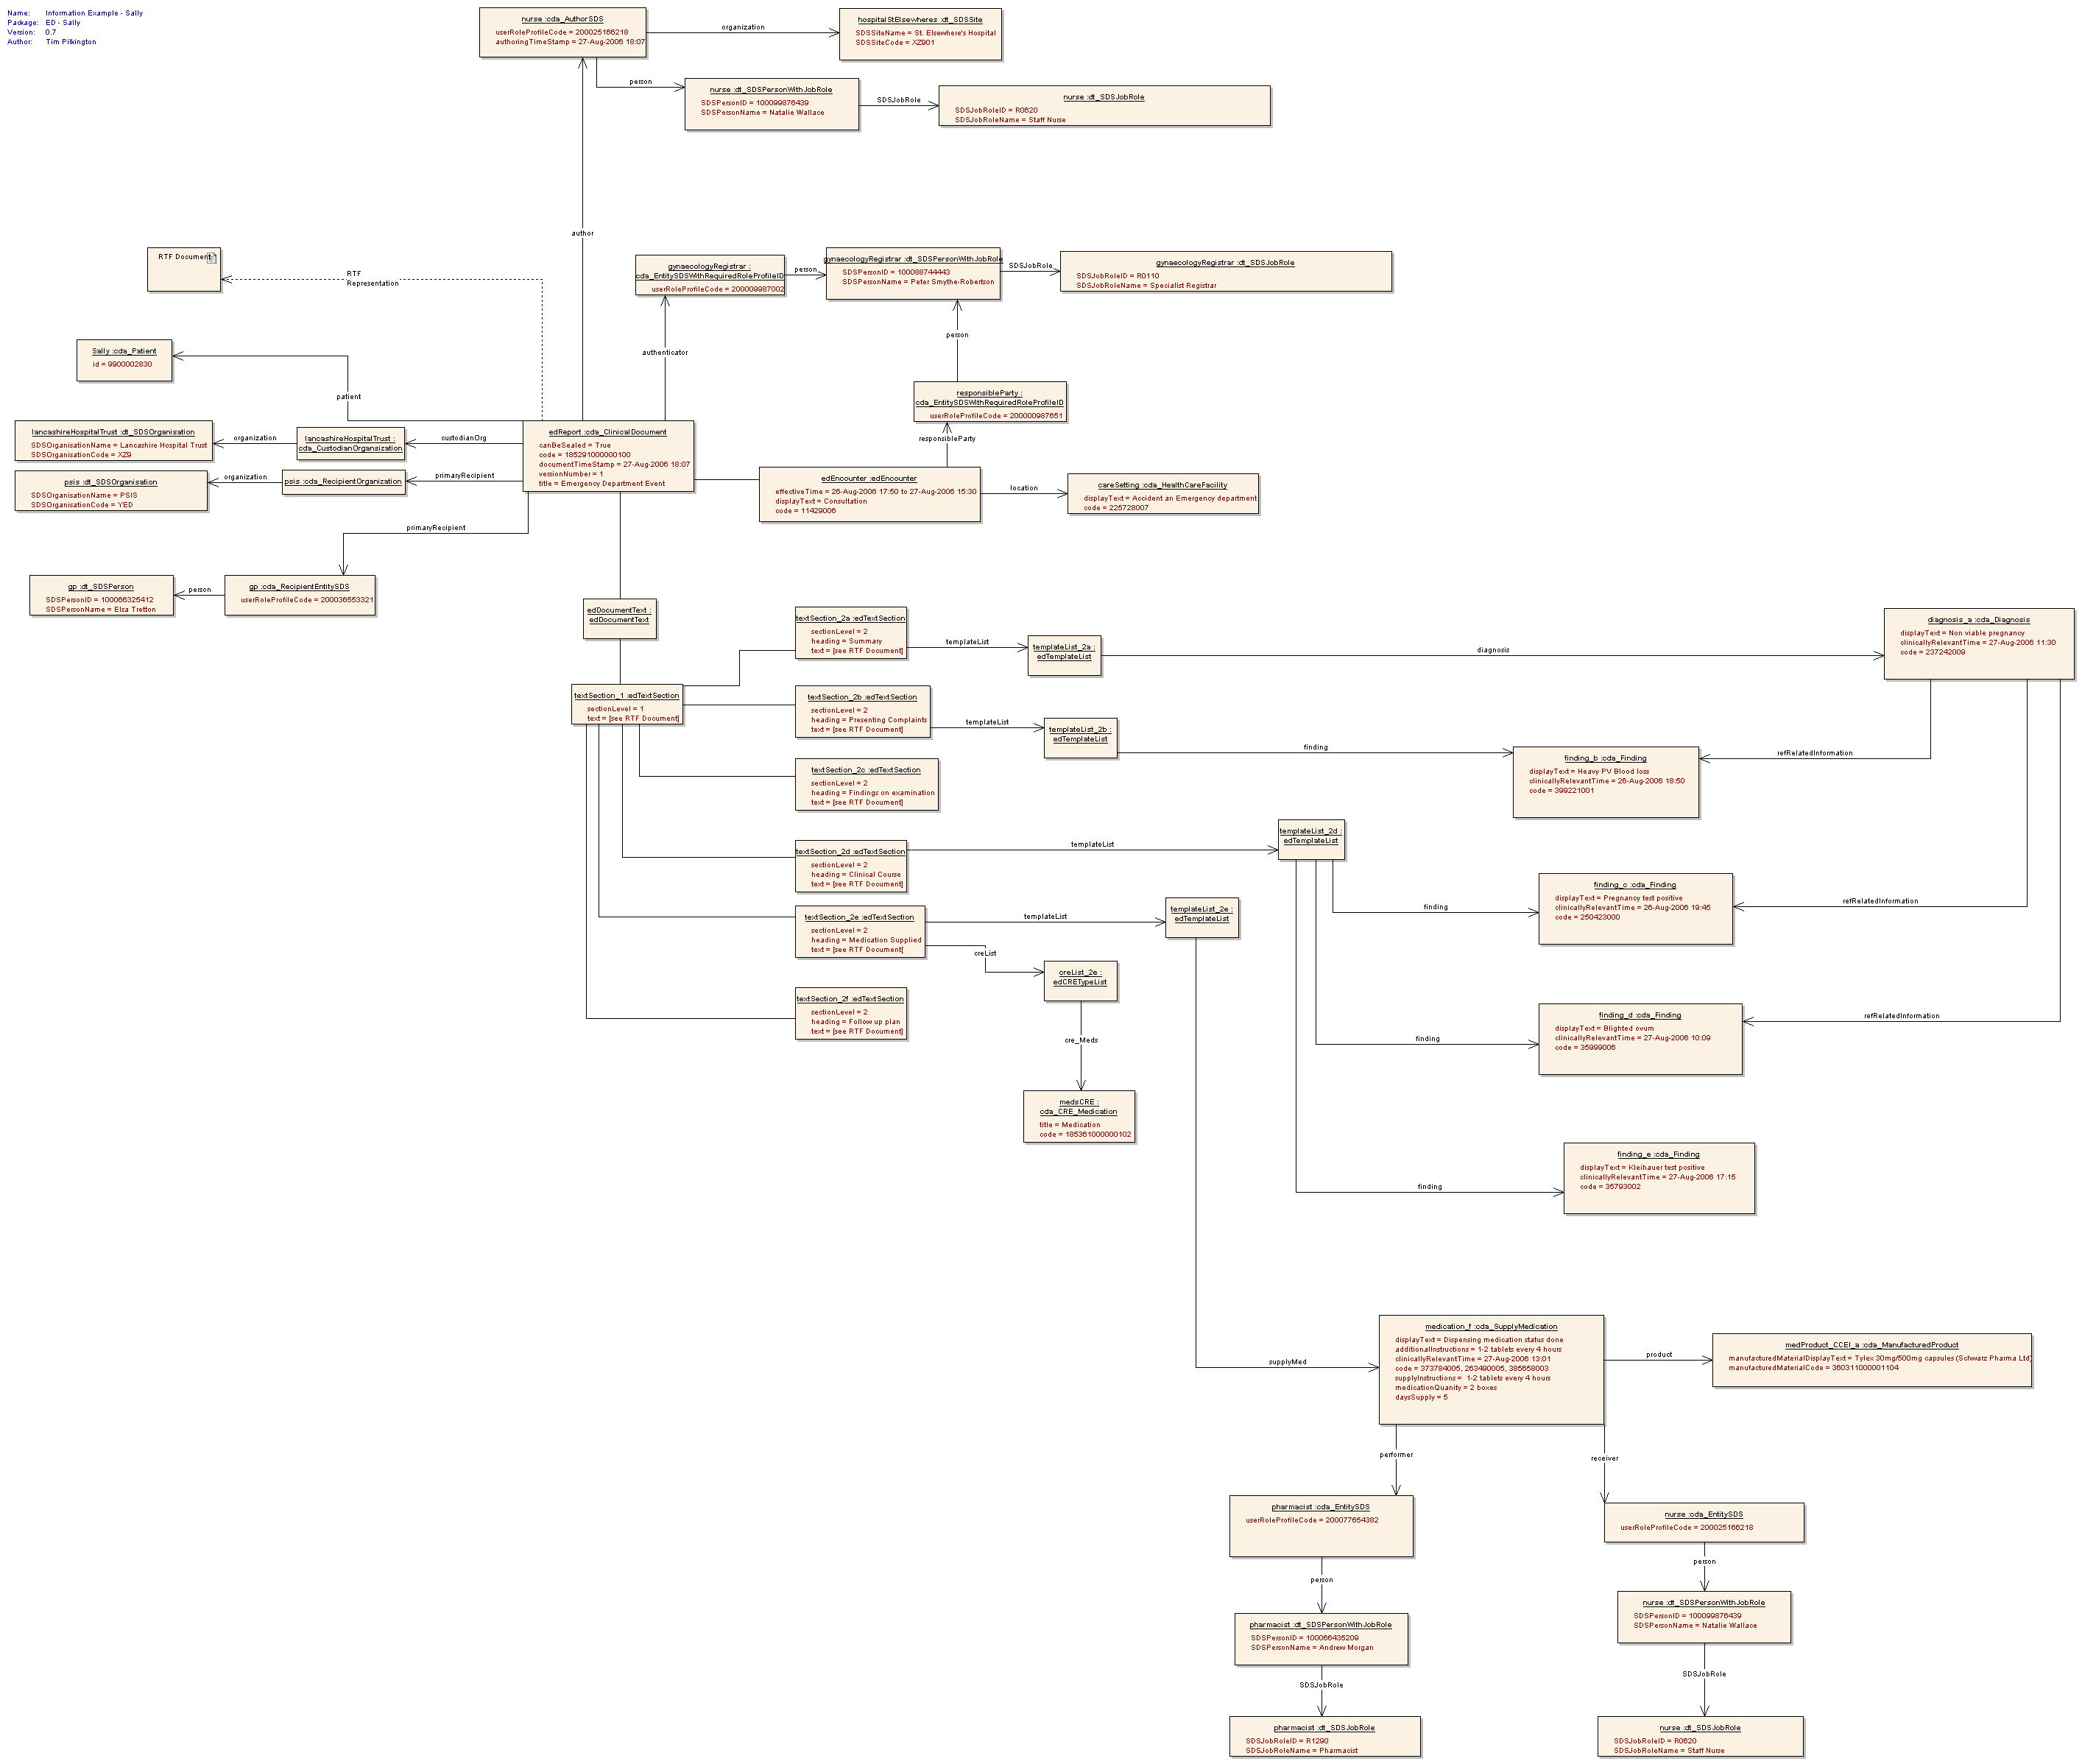 Name: Information Example - Sally
Package: ED - Sally
Version: 0.7
Author: Tim Pilkington
nurse :cda_AuthorSDS
userRoleProfileCode = 200025166218
authoringTimeStamp = 27-Aug-2006 18:07
organization
hospitalStElsewheres :dt_SDSSite
SDSSiteName = St. Elsewhere's Hospital
SDSSiteCode = XZ901
person
nurse :dt_SDSPersonWithJobRole
SDSPersonID = 100099876439
SDSPersonName = Natalie Wallace
SDSJobRole
nurse :dt_SDSJobRole
SDSJobRoleID = R0620
SDSJobRoleName = Staff Nurse
author
RTF Document
RTF
Representation
gynaecologyRegistrar :
cda_EntitySDSWithRequiredRoleProfileID
userRoleProfileCode = 200009987002
person
gynaecologyRegistrar :dt_SDSPersonWithJobRole
SDSPersonID = 100088744443
SDSPersonName = Peter Smythe-Robertson
SDSJobRole
gynaecologyRegistrar :dt_SDSJobRole
SDSJobRoleID = R0110
SDSJobRoleName = Specialist Registrar
person
authenticator
Sally :cda_Patient
id = 9900002830
patient
responsibleParty :
cda_EntitySDSWithRequiredRoleProfileID
userRoleProfileCode = 200000987651
responsibleParty
lancashireHospitalTrust :dt_SDSOrganisation
SDSOrganisationName = Lancashire Hospital Trust
SDSOrganisationCode = XZ9
organization
lancashireHospitalTrust :
cda_CustodianOrganisization
custodianOrg
edReport :cda_ClinicalDocument
canBeSealed = True
code = 185291000000100
documentTimeStamp = 27-Aug-2006 18:07
versionNumber = 1
title = Emergency Department Event
psis :dt_SDSOrganisation
SDSOrganisationName = PSIS
SDSOrganisationCode = YED
organization
psis :cda_RecipientOrganization
primaryRecipient
edEncounter :edEncounter
effectiveTime = 26-Aug-2006 17:50 to 27-Aug-2006 15:30
displayText = Consultation
code = 11429006
location
careSetting :cda_HealthCareFacility
displayText = Accident an Emergency department
code = 225728007
primaryRecipient
gp :dt_SDSPerson
SDSPersonID = 100066325412
SDSPersonName = Elsa Tretton
person
gp :cda_RecipientEntitySDS
userRoleProfileCode = 200036553321
edDocumentText :
edDocumentText
textSection_2a :edTextSection
sectionLevel = 2
heading = Summary
text = [see RTF Document]
templateList
templateList_2a :
edTemplateList
diagnosis
diagnosis_a :cda_Diagnosis
displayText = Non viable pregnancy
clinicallyRelevantTime = 27-Aug-2006 11:30
code = 237242009
textSection_1 :edTextSection
sectionLevel = 1
text = [see RTF Document]
textSection_2b :edTextSection
sectionLevel = 2
heading = Presenting Complaints
text = [see RTF Document]
templateList
templateList_2b :
edTemplateList
finding
finding_b :cda_Finding
displayText = Heavy PV Blood loss
clinicallyRelevantTime = 26-Aug-2006 18:50
code = 399221001
refRelatedInformation
textSection_2c :edTextSection
sectionLevel = 2
heading = Findings on examination
text = [see RTF Document]
textSection_2d :edTextSection
sectionLevel = 2
heading = Clinical Course
text = [see RTF Document]
templateList
templateList_2d :
edTemplateList
finding
finding_c :cda_Finding
displayText = Pregnancy test positive
clinicallyRelevantTime = 26-Aug-2006 19:45
code = 250423000
refRelatedInformation
textSection_2e :edTextSection
sectionLevel = 2
heading = Medication Supplied
text = [see RTF Document]
templateList
templateList_2e :
edTemplateList
creList
creList_2e :
edCRETypeList
textSection_2f :edTextSection
sectionLevel = 2
heading = Follow up plan
text = [see RTF Document]
cre_Meds
medsCRE :
cda_CRE_Medication
title = Medication
code = 185361000000102
finding
finding_d :cda_Finding
displayText = Blighted ovum
clinicallyRelevantTime = 27-Aug-2006 10:09
code = 35999006
refRelatedInformation
finding
finding_e :cda_Finding
displayText = Kleihauer test positive
clinicallyRelevantTime = 27-Aug-2006 17:15
code = 35793002
supplyMed
medication_f :cda_SupplyMedication
displayText = Dispensing medication status done
additionalInstructions = 1-2 tablets every 4 hours
clinicallyRelevantTime = 27-Aug-2006 13:01
code = 373784005, 263490005, 385658003
supplyInstructions = 1-2 tablets every 4 hours
medicationQuanity = 2 boxes
daysSupply = 5
product
medProduct_CCEI_a :cda_ManufacturedProduct
manufacturedMaterialDisplayText = Tylex 30mg/500mg capsules (Schwarz Pharma Ltd)
manufacturedMaterialCode = 360311000001104
performer
receiver
pharmacist :cda_EntitySDS
userRoleProfileCode = 200077654382
nurse :cda_EntitySDS
userRoleProfileCode = 200025166218
person
person
pharmacist :dt_SDSPersonWithJobRole
SDSPersonID = 100066435209
SDSPersonName = Andrew Morgan
nurse :dt_SDSPersonWithJobRole
SDSPersonID = 100099876439
SDSPersonName = Natalie Wallace
SDSJobRole
SDSJobRole
pharmacist :dt_SDSJobRole
SDSJobRoleID = R1290
SDSJobRoleName = Pharmacist
nurse :dt_SDSJobRole
SDSJobRoleID = R0620
SDSJobRoleName = Staff Nurse